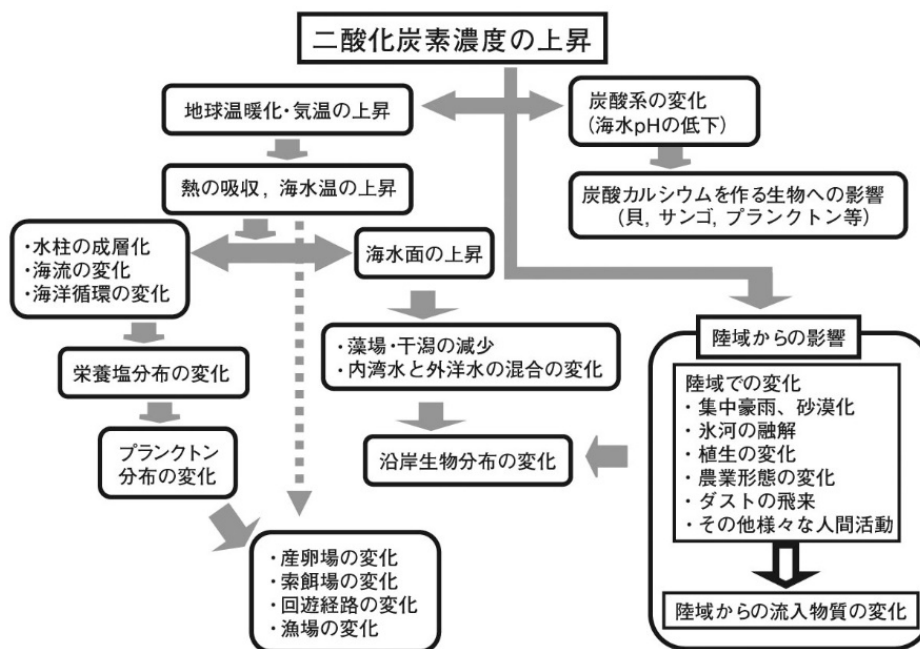 二酸化炭素濃度の上昇
地球温暖化・気温の上昇
炭酸系の変化
(海水pHの低下)
熱の吸収, 海水温の上昇
炭酸カルシウムを作る生物への影響
(貝, サンゴ, プランクトン等)
・水柱の成層化
・海流の変化
・海洋循環の変化
海水面の上昇
栄養塩分布の変化
・藻場・干潟の減少
・内湾水と外洋水の混合の変化
プランクトン
分布の変化
沿岸生物分布の変化
・産卵場の変化
・索餌場の変化
・回遊経路の変化
・漁場の変化
陸域からの影響
陸域での変化
・集中豪雨、砂漠化
・氷河の融解
・植生の変化
・農業形態の変化
・ダストの飛来
・その他様々な人間活動
陸域からの流入物質の変化